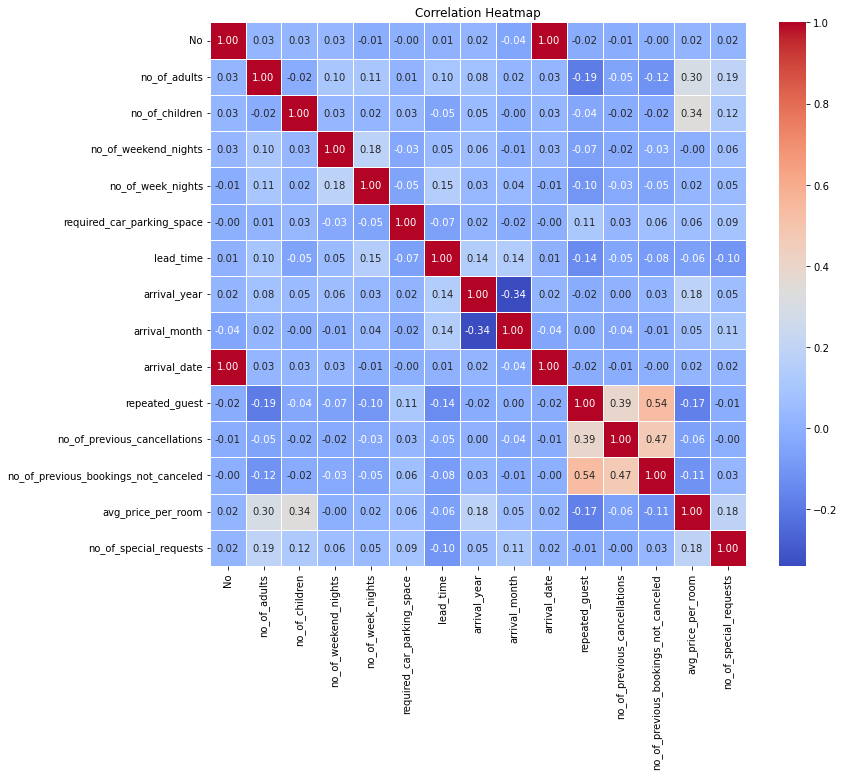 Correlation Heatmap
No 1.00 0.03 0.03 0.03 -0.01 -0.00 0.01 0.02 -0.04 1.00 -0.02 -0.01 -0.00 0.02 0.02
no_of_adults 0.03 1.00 -0.02 0.10 0.11 0.01 0.10 0.08 0.02 0.03 -0.19 -0.05 -0.12 0.30 0.19
no_of_children 0.03 -0.02 1.00 0.03 0.02 0.03 -0.05 0.05 -0.00 0.03 -0.04 -0.02 -0.02 0.34 0.12
no_of_weekend_nights 0.03 0.10 0.03 1.00 0.18 -0.03 0.05 0.06 -0.01 0.03 -0.07 -0.02 -0.03 -0.00 0.06
no_of_week_nights -0.01 0.11 0.02 0.18 1.00 -0.05 0.15 0.03 0.04 -0.01 -0.10 -0.03 -0.05 0.02 0.05
required_car_parking_space -0.00 0.01 0.03 -0.03 -0.05 1.00 -0.07 0.02 -0.02 -0.00 0.11 0.03 0.06 0.06 0.09
lead_time 0.01 0.10 -0.05 0.05 0.15 -0.07 1.00 0.14 0.14 0.01 -0.14 -0.05 -0.08 -0.06 -0.10
arrival_year 0.02 0.08 0.05 0.06 0.03 0.02 0.14 1.00 -0.34 0.02 -0.02 0.00 0.03 0.18 0.05
arrival_month -0.04 0.02 -0.00 -0.01 0.04 -0.02 0.14 -0.34 1.00 -0.04 0.00 -0.04 -0.01 0.05 0.11
arrival_date 1.00 0.03 0.03 0.03 -0.01 -0.00 0.01 0.02 -0.04 1.00 -0.02 -0.01 -0.00 0.02 0.02
repeated_guest -0.02 -0.19 -0.04 -0.07 -0.10 0.11 -0.14 -0.02 0.00 -0.02 1.00 0.39 0.54 -0.17 -0.01
no_of_previous_cancellations -0.01 -0.05 -0.02 -0.02 -0.03 0.03 -0.05 0.00 -0.04 -0.01 0.39 1.00 0.47 -0.06 -0.00
no_of_previous_bookings_not_canceled -0.00 -0.12 -0.02 -0.03 -0.05 0.06 -0.08 0.03 -0.01 -0.00 0.54 0.47 1.00 -0.11 0.03
avg_price_per_room 0.02 0.30 0.34 -0.00 0.02 0.06 -0.06 0.18 0.05 0.02 -0.17 -0.06 -0.11 1.00 0.18
no_of_special_requests 0.02 0.19 0.12 0.06 0.05 0.09 -0.10 0.05 0.11 0.02 -0.01 -0.00 0.03 0.18 1.00
No
no_of_adults
no_of_children
no_of_weekend_nights
no_of_week_nights
required_car_parking_space
lead_time
arrival_year
arrival_month
arrival_date
repeated_guest
no_of_previous_cancellations
no_of_previous_bookings_not_canceled
avg_price_per_room
no_of_special_requests
1.0
0.8
0.6
0.4
0.2
0.0
−0.2